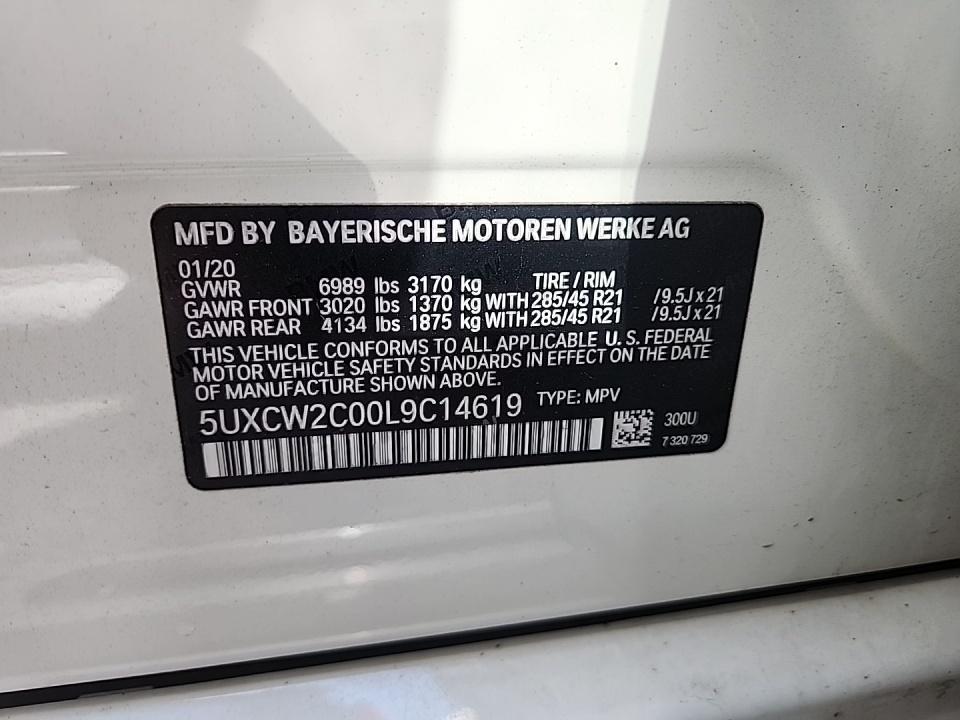 MFD BY BAYERISCHE MOTOREN WERKE AG
01/20 TIRE / RIM
GVWR 6989 lbs 3170 kg
GAWR FRONT 3020 lbs 1370 kg WITH 285/45 R21 /9.5J x 21
GAWR REAR 4134 lbs 1875 kg WITH 285/45 R21 /9.5J x 21
THIS VEHICLE CONFORMS TO ALL APPLICABLE U. S. FEDERAL
MOTOR VEHICLE SAFETY STANDARDS IN EFFECT ON THE DATE
OF MANUFACTURE SHOWN ABOVE.
5UXCW2C00L9C14619 TYPE: MPV
300U
7 320 729